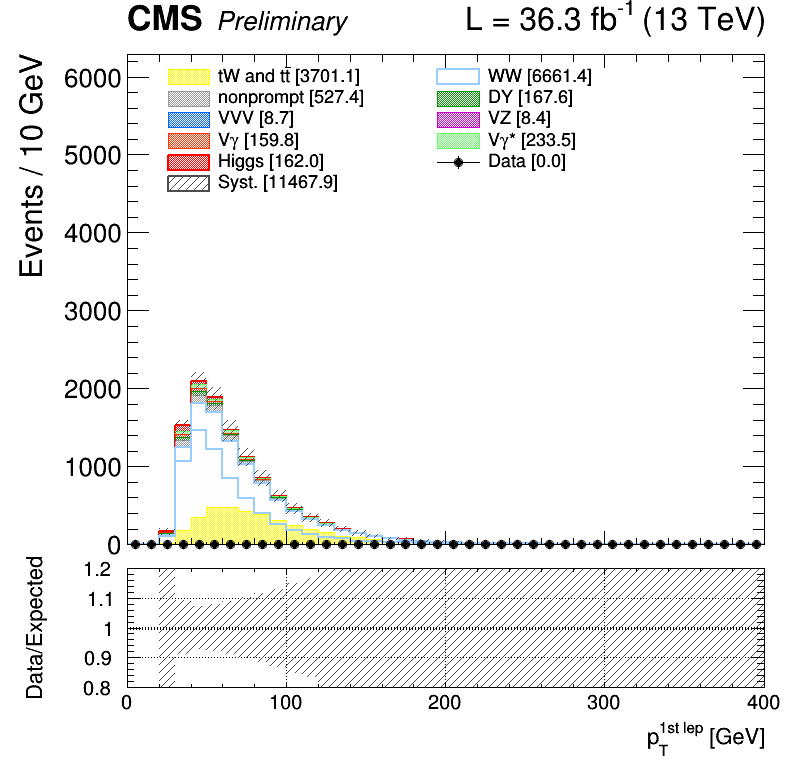 CMS Preliminary L = 36.3 fb⁻¹ (13 TeV)
Events / 10 GeV
6000
5000
4000
3000
2000
1000
0
tW and tt̄ [3701.1]
nonprompt [527.4]
VVV [8.7]
Vγ [159.8]
Higgs [162.0]
Syst. [11467.9]
WW [6661.4]
DY [167.6]
VZ [8.4]
Vγ* [233.5]
Data [0.0]
Data/Expected
1.2
1.1
1
0.9
0.8
0 100 200 300 400
p_T^{1st lep} [GeV]